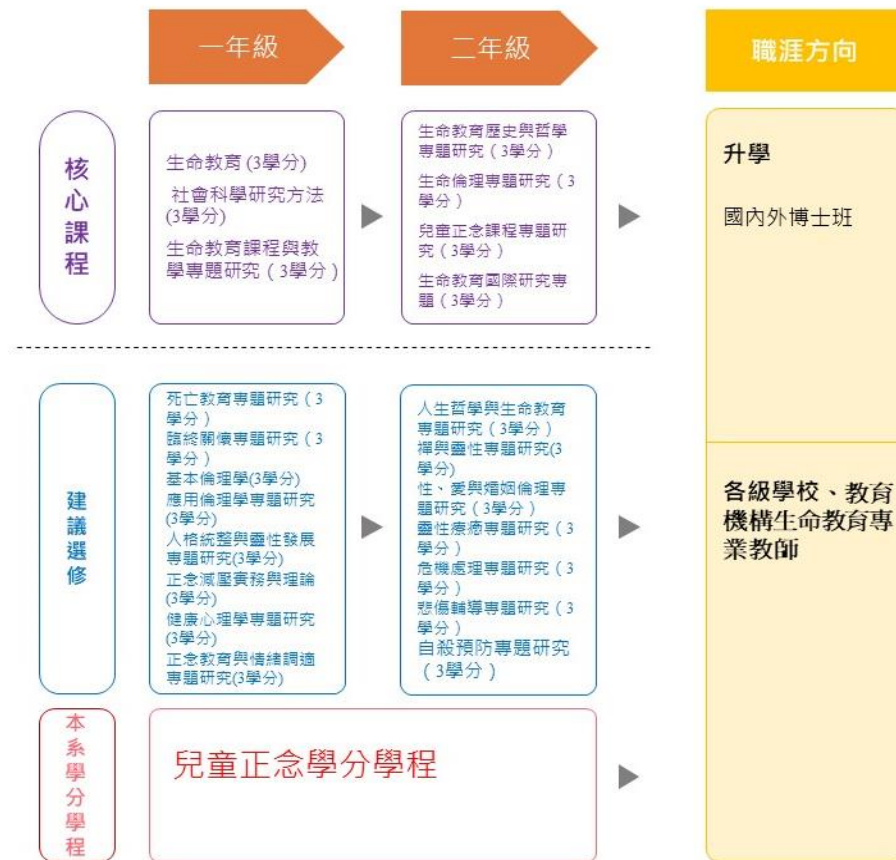 一年級
二年級
職涯方向
核
心
課
程
生命教育 (3學分)
社會科學研究方法
(3學分)
生命教育課程與教
學專題研究（3學分）
生命教育歷史與哲學
專題研究（3學分）
生命倫理專題研究（3
學分）
兒童正念課程專題研
究（3學分）
生命教育國際研究專
題（3學分）
升學
國內外博士班
建
議
選
修
死亡教育專題研究（3
學分）
臨終關懷專題研究（3
學分）
基本倫理學(3學分)
應用倫理學專題研究
(3學分)
人格統整與靈性發展
專題研究(3學分)
正念減壓實務與理論
(3學分)
健康心理學專題研究
(3學分)
正念教育與情緒調適
專題研究(3學分)
人生哲學與生命教育
專題研究（3學分）
禪與靈性專題研究(3
學分)
性、愛與婚姻倫理專
題研究（3學分）
靈性療癒專題研究（3
學分）
危機處理專題研究（3
學分）
悲傷輔導專題研究（3
學分）
自殺預防專題研究
（3學分）
各級學校、教育
機構生命教育專
業教師
本
系
學
分
學
程
兒童正念學分學程